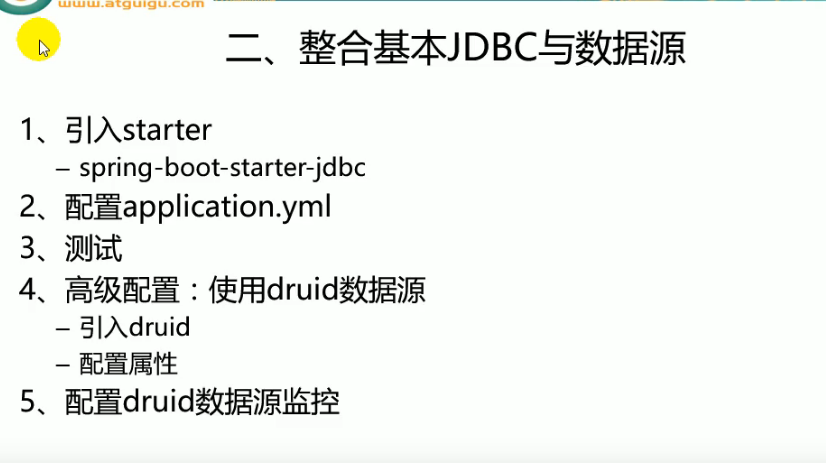 www.atguigu.com
二、整合基本JDBC与数据源
1、引入starter
– spring-boot-starter-jdbc
2、配置application.yml
3、测试
4、高级配置：使用druid数据源
– 引入druid
– 配置属性
5、配置druid数据源监控